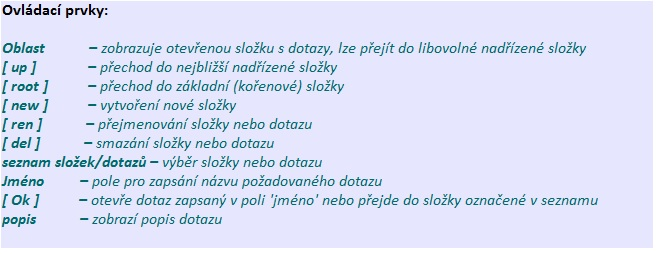 Ovládací prvky:
Oblast – zobrazuje otevřenou složku s dotazy, lze přejít do libovolné nadřízené složky
[ up ] – přechod do nejbližší nadřízené složky
[ root ] – přechod do základní (kořenové) složky
[ new ] – vytvoření nové složky
[ ren ] – přejmenování složky nebo dotazu
[ del ] – smazání složky nebo dotazu
seznam složek/dotazů – výběr složky nebo dotazu
Jméno – pole pro zapsání názvu požadovaného dotazu
[ Ok ] – otevře dotaz zapsaný v poli 'jméno' nebo přejde do složky označené v seznamu
popis – zobrazí popis dotazu